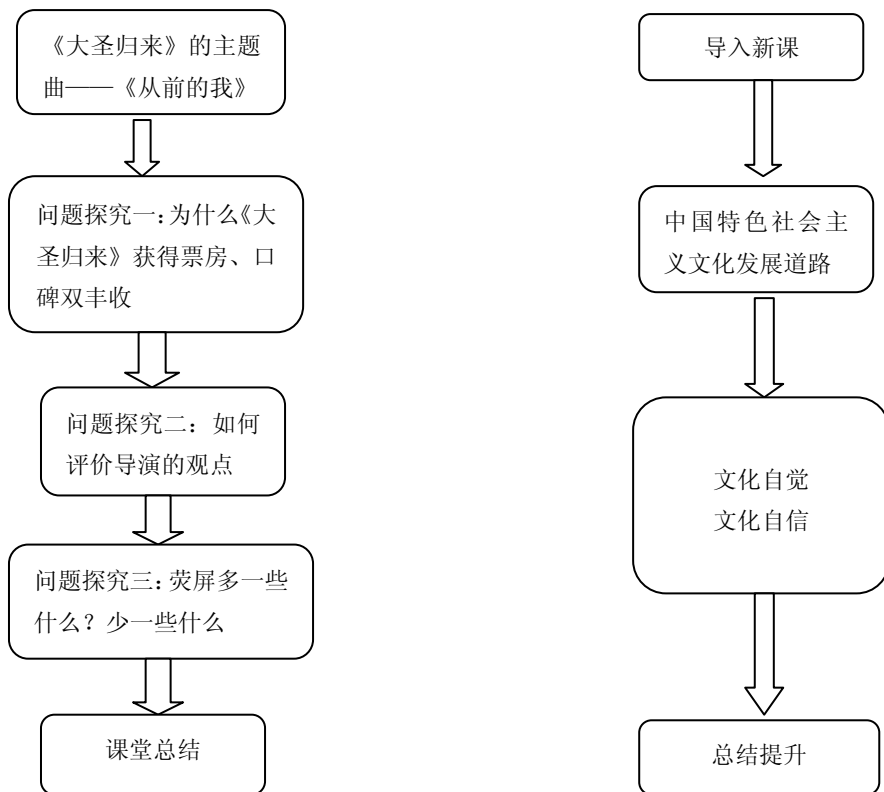 《大圣归来》的主题
曲——《从前的我》
问题探究一：为什么《大
圣归来》获得票房、口
碑双丰收
问题探究二：如何
评价导演的观点
问题探究三：荧屏多一些
什么？少一些什么
课堂总结
导入新课
中国特色社会主
义文化发展道路
文化自觉
文化自信
总结提升